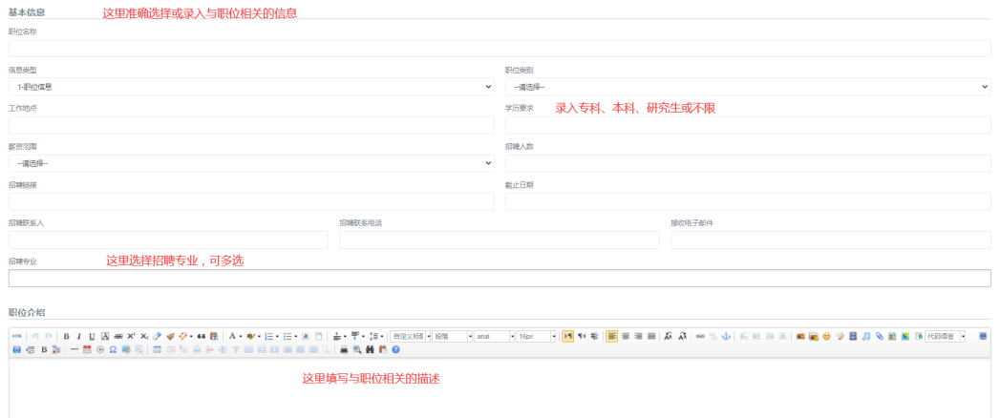 基本信息 这里准确选择或录入与职位相关的信息
职位名称
信息类型 职位类别
1-职位信息 --请选择--
工作地点 学历要求 录入专科、本科、研究生或不限
薪资范围 招聘人数
--请选择--
招聘链接 截止日期
招聘联系人 招聘联系电话 接收电子邮件
招聘专业 这里选择招聘专业，可多选
职位介绍
HTML 自定义标题 段落 arial 16px 代码语言
这里填写与职位相关的描述